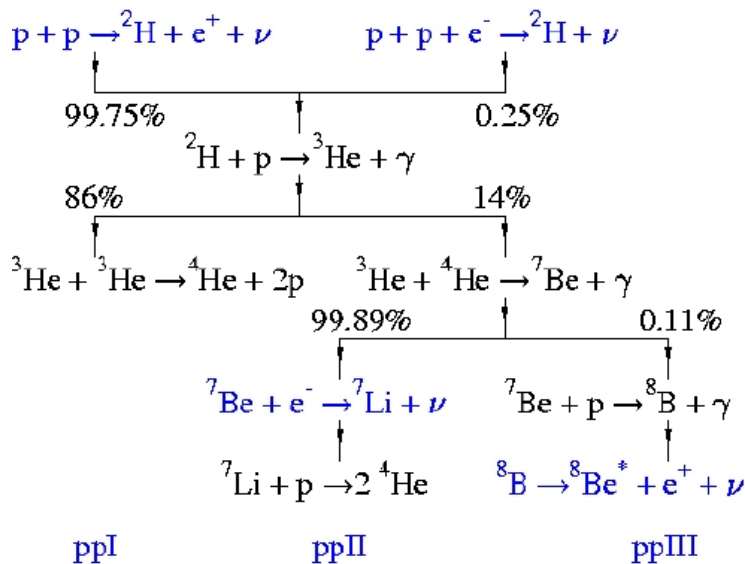 p + p → ²H + e⁺ + ν p + p + e⁻ → ²H + ν
99.75% 0.25%
²H + p → ³He + γ
86% 14%
³He + ³He → ⁴He + 2p ³He + ⁴He → ⁷Be + γ
99.89% 0.11%
⁷Be + e⁻ → ⁷Li + ν ⁷Be + p → ⁸B + γ
⁷Li + p → 2 ⁴He ⁸B → ⁸Be* + e⁺ + ν
ppI ppII ppIII